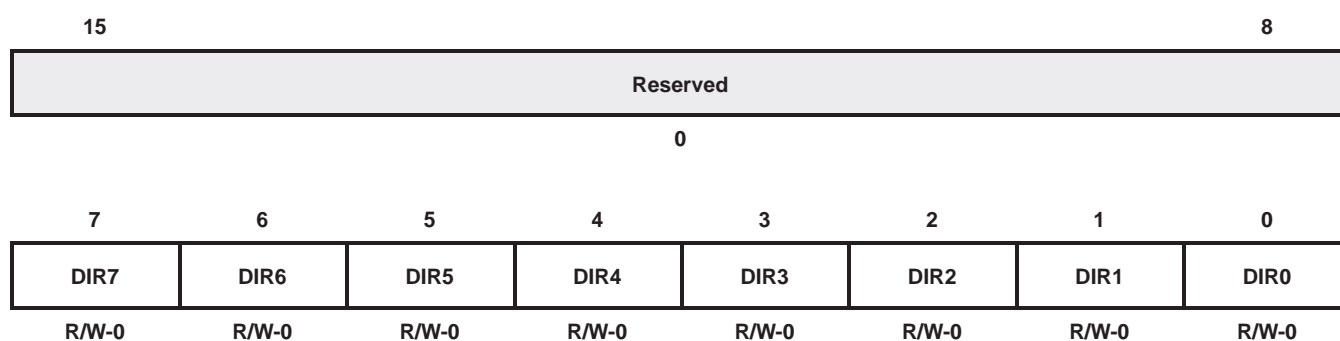 15 8
Reserved
0
7 6 5 4 3 2 1 0
DIR7 DIR6 DIR5 DIR4 DIR3 DIR2 DIR1 DIR0
R/W-0 R/W-0 R/W-0 R/W-0 R/W-0 R/W-0 R/W-0 R/W-0